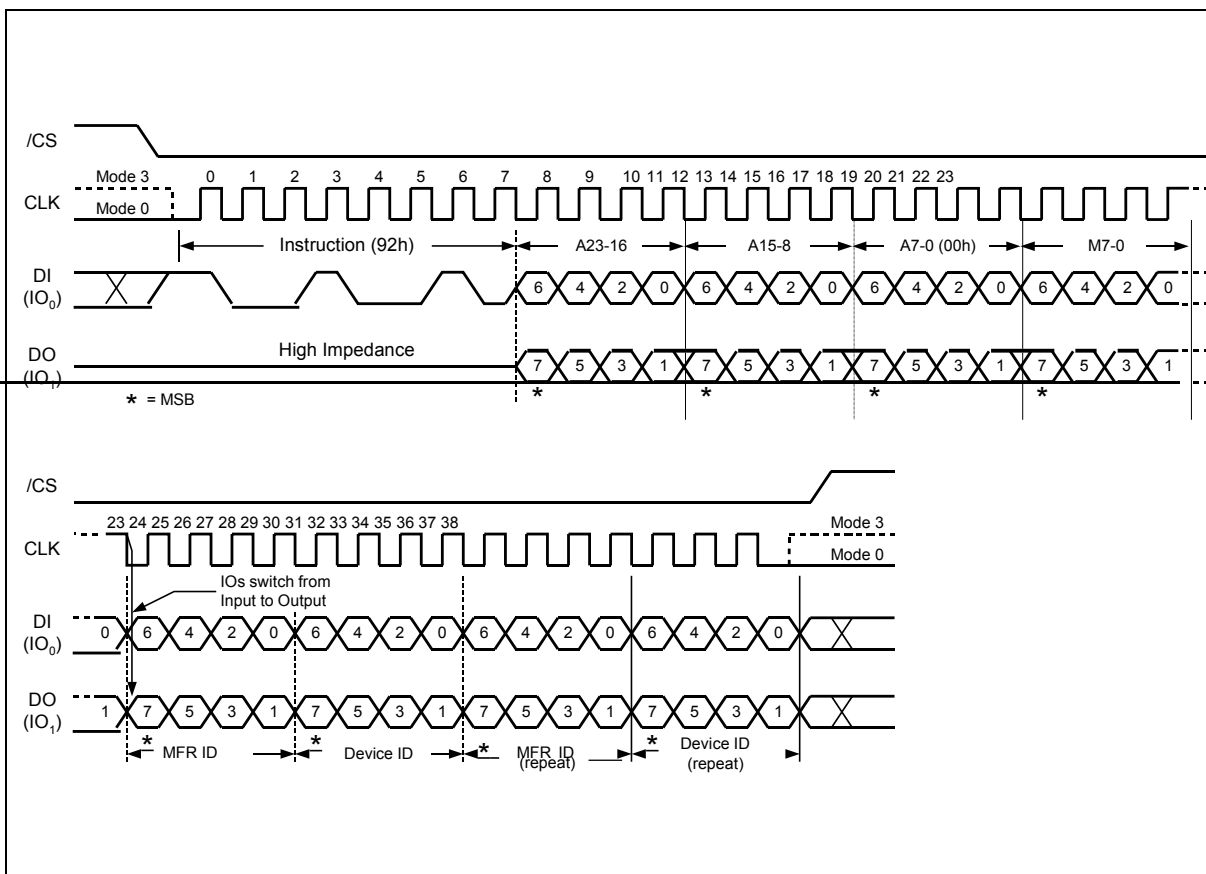 /CS
Mode 3 0 1 2 3 4 5 6 7 8 9 10 11 12 13 14 15 16 17 18 19 20 21 22 23
CLK
Mode 0
Instruction (92h) A23-16 A15-8 A7-0 (00h) M7-0
DI
(IO0) 6 4 2 0 6 4 2 0 6 4 2 0 6 4 2 0
High Impedance
DO
(IO1) 7 5 3 1 7 5 3 1 7 5 3 1 7 5 3 1
* * * *
* = MSB
/CS
23 24 25 26 27 28 29 30 31 32 33 34 35 36 37 38 Mode 3
CLK
Mode 0
IOs switch from
Input to Output
DI
(IO0) 0 6 4 2 0 6 4 2 0 6 4 2 0 6 4 2 0
DO
(IO1) 1 7 5 3 1 7 5 3 1 7 5 3 1 7 5 3 1
* * * *
MFR ID Device ID MFR ID (repeat) Device ID (repeat)